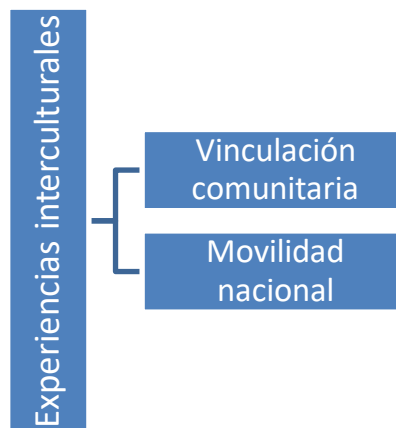 Experiencias interculturales
Vinculación
comunitaria
Movilidad
nacional